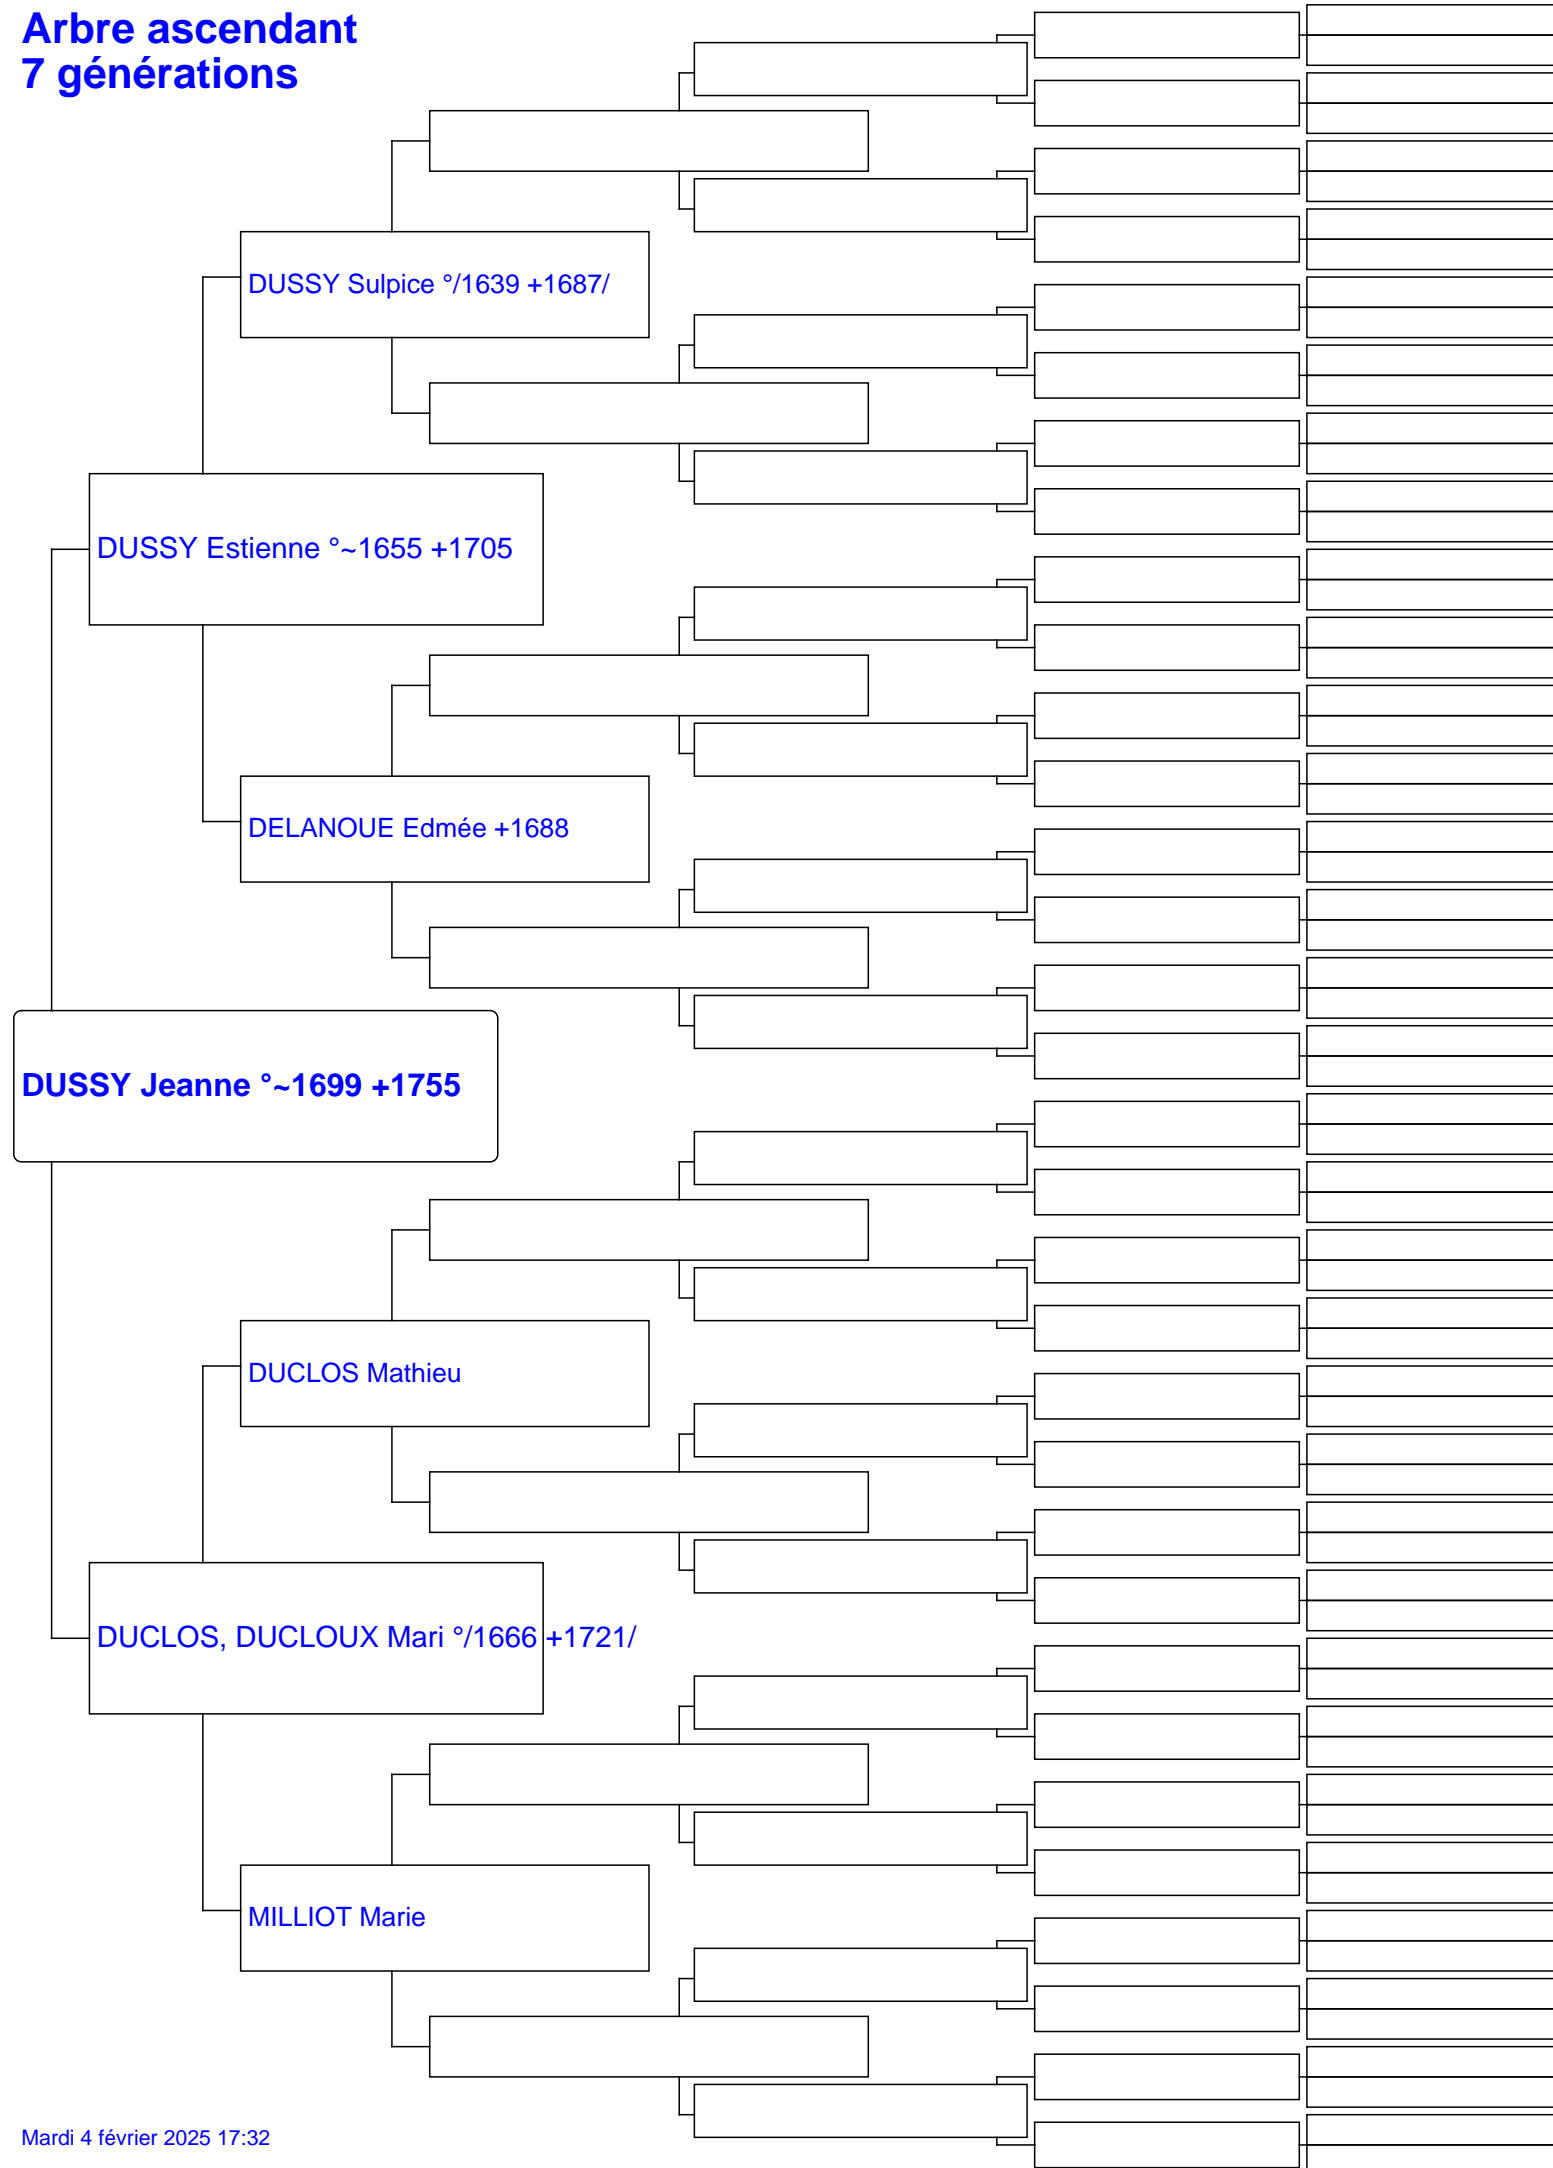 Arbre ascendant
7 générations
DUSSY Sulpice °/1639 +1687/
DUSSY Estienne °~1655 +1705
DELANOUE Edmée +1688
DUSSY Jeanne °~1699 +1755
DUCLOS Mathieu
DUCLOS, DUCLOUX Mari °/1666 +1721/
MILLIOT Marie
Mardi 4 février 2025 17:32